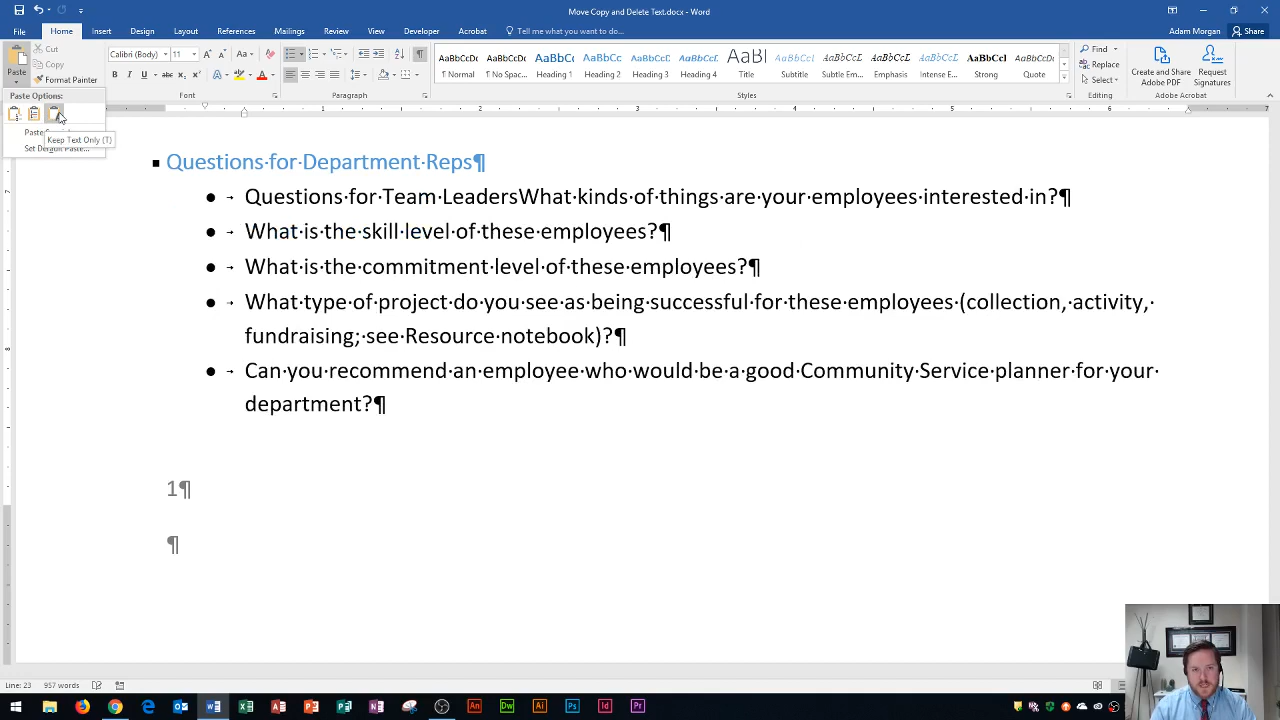 Move Copy and Delete Text.docx - Word
Adam Morgan
Share
File
Home
Insert
Design
Layout
References
Mailings
Review
View
Developer
Acrobat
Tell me what you want to do...
Cut
Copy
Format Painter
Paste
Calibri (Body)
11
AaBbCcDc
¶ Normal
AaBbCcDc
¶ No Spac...
AaBbCc
Heading 1
AaBbCc
Heading 2
AaBbCcD
Heading 3
AaBbCcD
Heading 4
AaBl
Title
AaBbCcD
Subtitle
AaBbCcDc
Subtle Em...
AaBbCcDc
Emphasis
AaBbCcDc
Intense E...
AaBbCcDc
Strong
AaBbCcDc
Quote
Find
Replace
Select
Create and Share
Adobe PDF
Request
Signatures
Font
Paragraph
Styles
Editing
Adobe Acrobat
Paste Options:
Keep Text Only (T)
Set Default Paste...
Questions·for·Department·Reps¶
Questions·for·Team·LeadersWhat·kinds·of·things·are·your·employees·interested·in?¶
What·is·the·skill·level·of·these·employees?¶
What·is·the·commitment·level·of·these·employees?¶
What·type·of·project·do·you·see·as·being·successful·for·these·employees·(collection,·activity,·
fundraising;·see·Resource·notebook)?¶
Can·you·recommend·an·employee·who·would·be·a·good·Community·Service·planner·for·your·
department?¶
1¶
¶
Line: 23
957 words